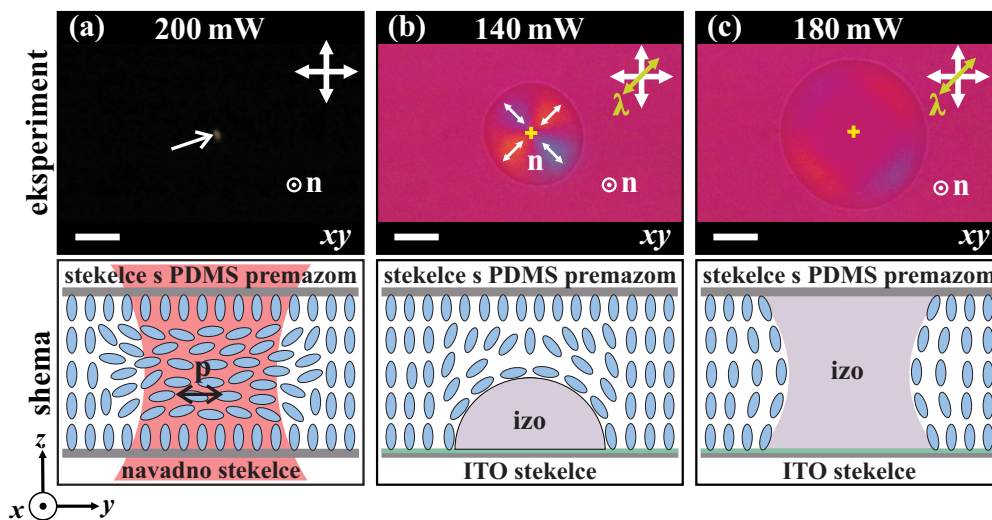 (a) 200 mW
(b) 140 mW
(c) 180 mW
eksperiment
λ
λ
n
n
n
n
xy
xy
xy
shema
stekelce s PDMS premazom
stekelce s PDMS premazom
stekelce s PDMS premazom
p
izo
izo
navadno stekelce
ITO stekelce
ITO stekelce
z
x
y